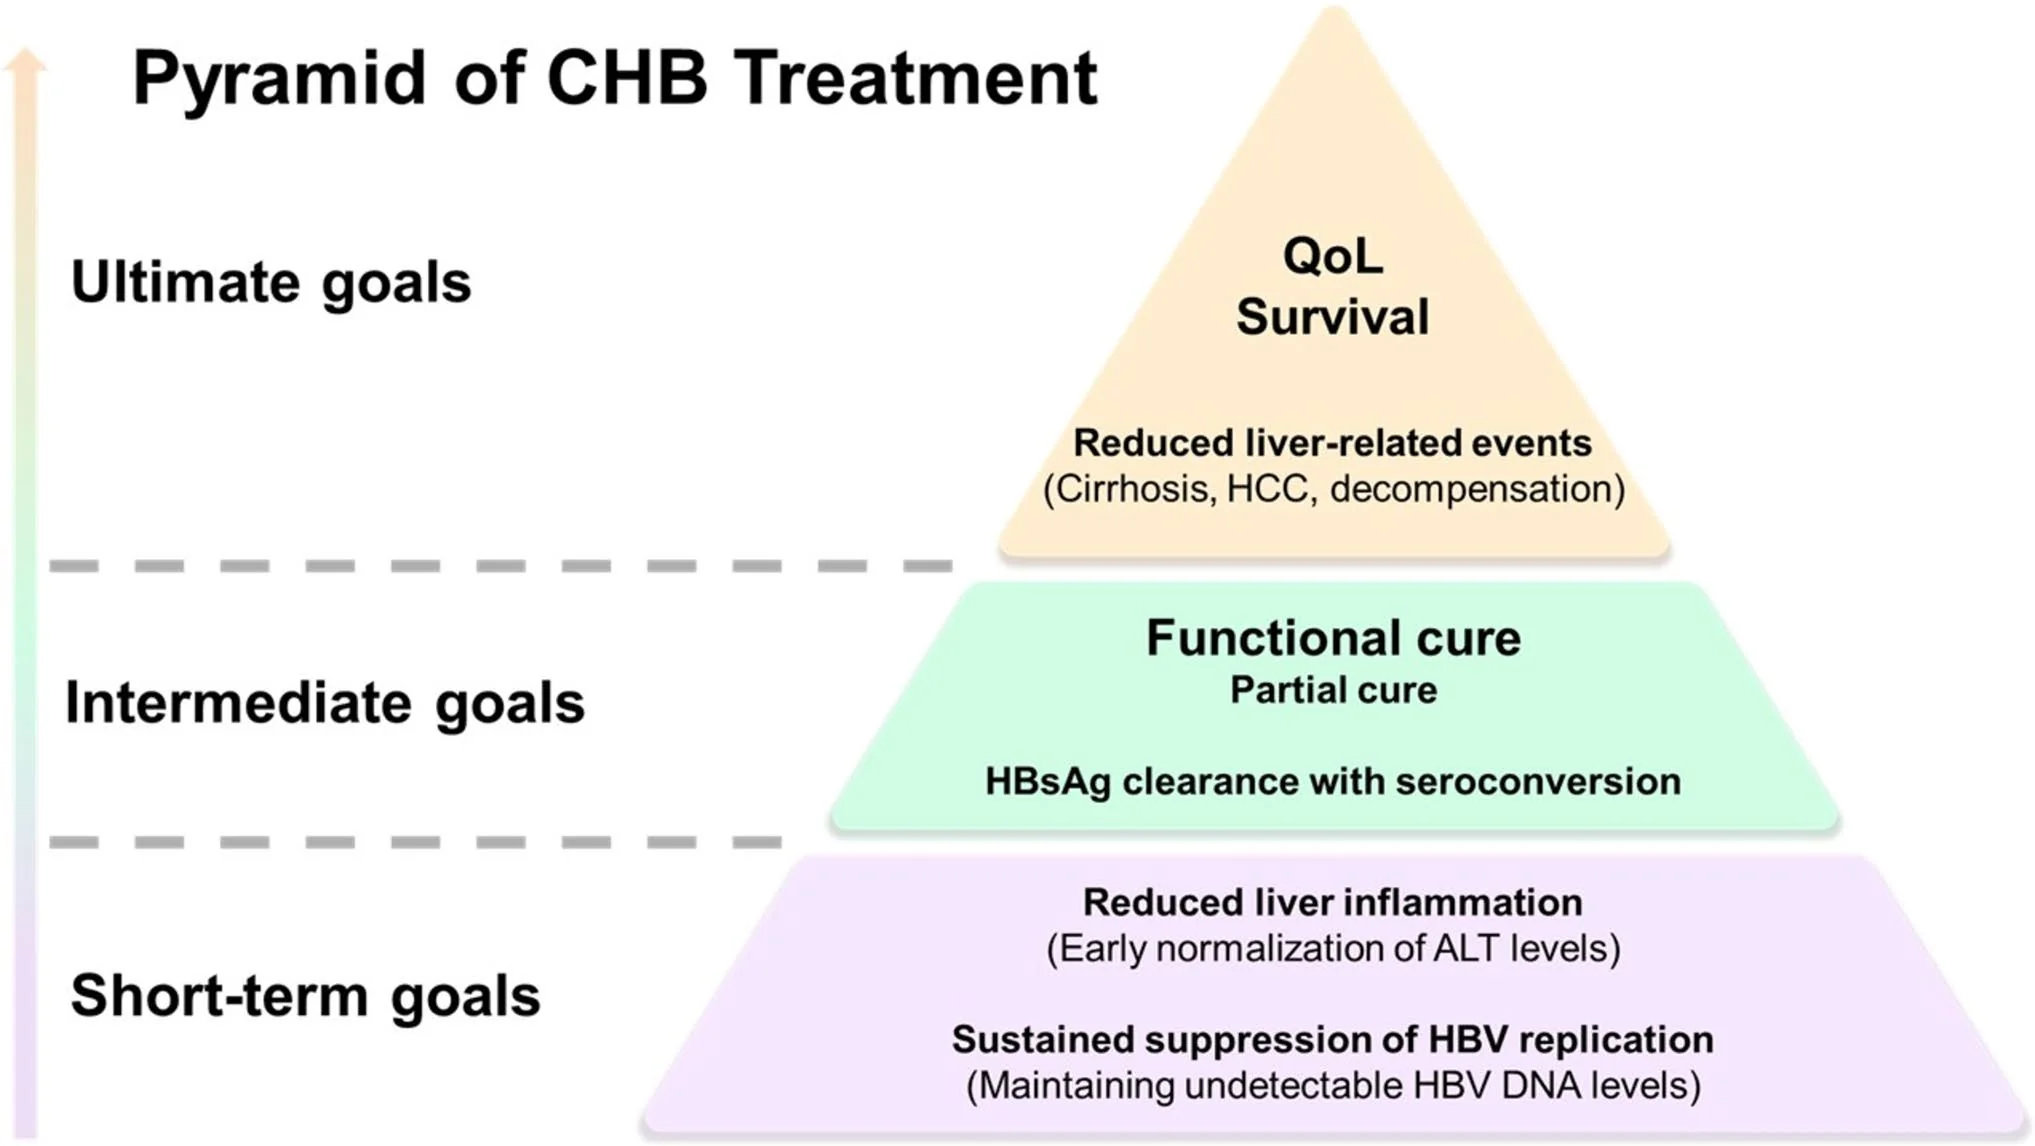 Pyramid of CHB Treatment
Ultimate goals
QoL
Survival
Reduced liver-related events
(Cirrhosis, HCC, decompensation)
Intermediate goals
Functional cure
Partial cure
HBsAg clearance with seroconversion
Short-term goals
Reduced liver inflammation
(Early normalization of ALT levels)
Sustained suppression of HBV replication
(Maintaining undetectable HBV DNA levels)